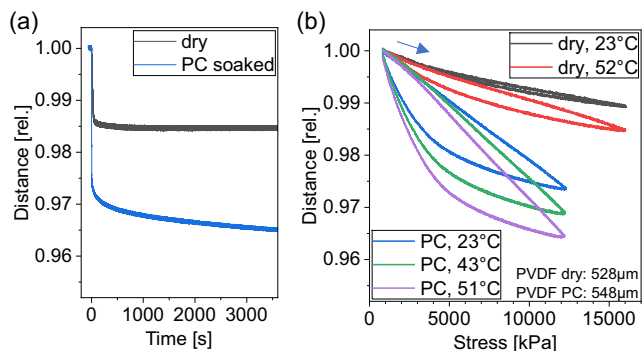 (a)
dry
PC soaked
1.00
0.99
0.98
0.97
0.96
Distance [rel.]
0
1000
2000
3000
Time [s]
(b)
dry, 23°C
dry, 52°C
1.00
0.99
0.98
0.97
0.96
Distance [rel.]
PC, 23°C
PC, 43°C
PC, 51°C
PVDF dry: 528µm
PVDF PC: 548µm
5000
10000
15000
Stress [kPa]